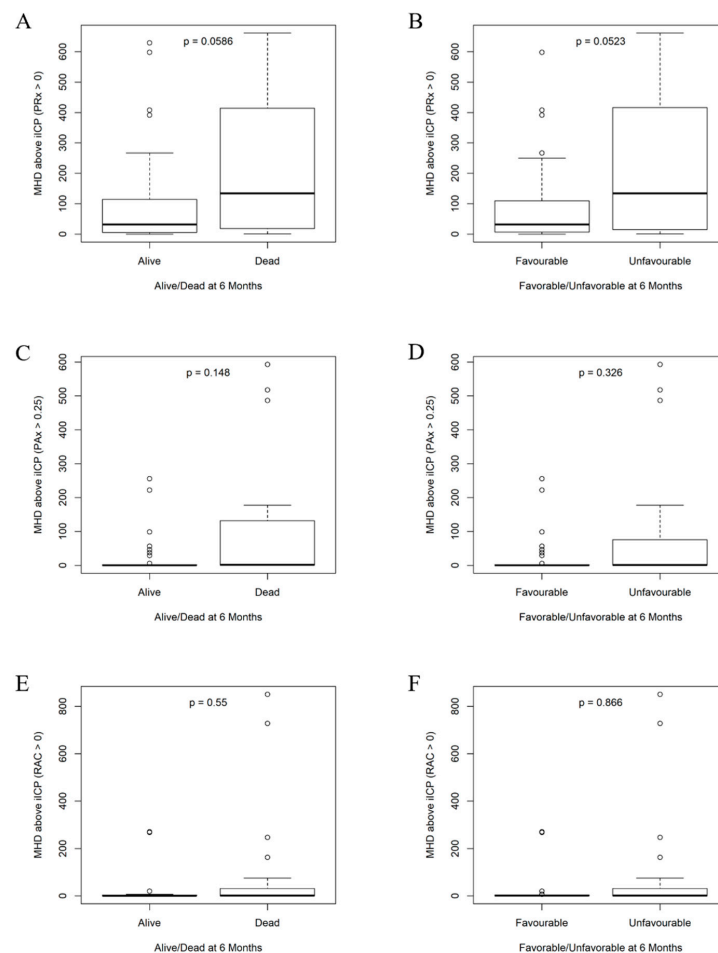 A
MHD above iICP (PRx > 0)
0 100 200 300 400 500 600
p = 0.0586
Alive Dead
Alive/Dead at 6 Months
B
MHD above iICP (PRx > 0)
0 100 200 300 400 500 600
p = 0.0523
Favourable Unfavourable
Favorable/Unfavorable at 6 Months
C
MHD above iICP (PAx > 0.25)
0 100 200 300 400 500 600
p = 0.148
Alive Dead
Alive/Dead at 6 Months
D
MHD above iICP (PAx > 0.25)
0 100 200 300 400 500 600
p = 0.326
Favourable Unfavourable
Favorable/Unfavorable at 6 Months
E
MHD above iICP (RAC > 0)
0 200 400 600 800
p = 0.55
Alive Dead
Alive/Dead at 6 Months
F
MHD above iICP (RAC > 0)
0 200 400 600 800
p = 0.866
Favourable Unfavourable
Favorable/Unfavorable at 6 Months